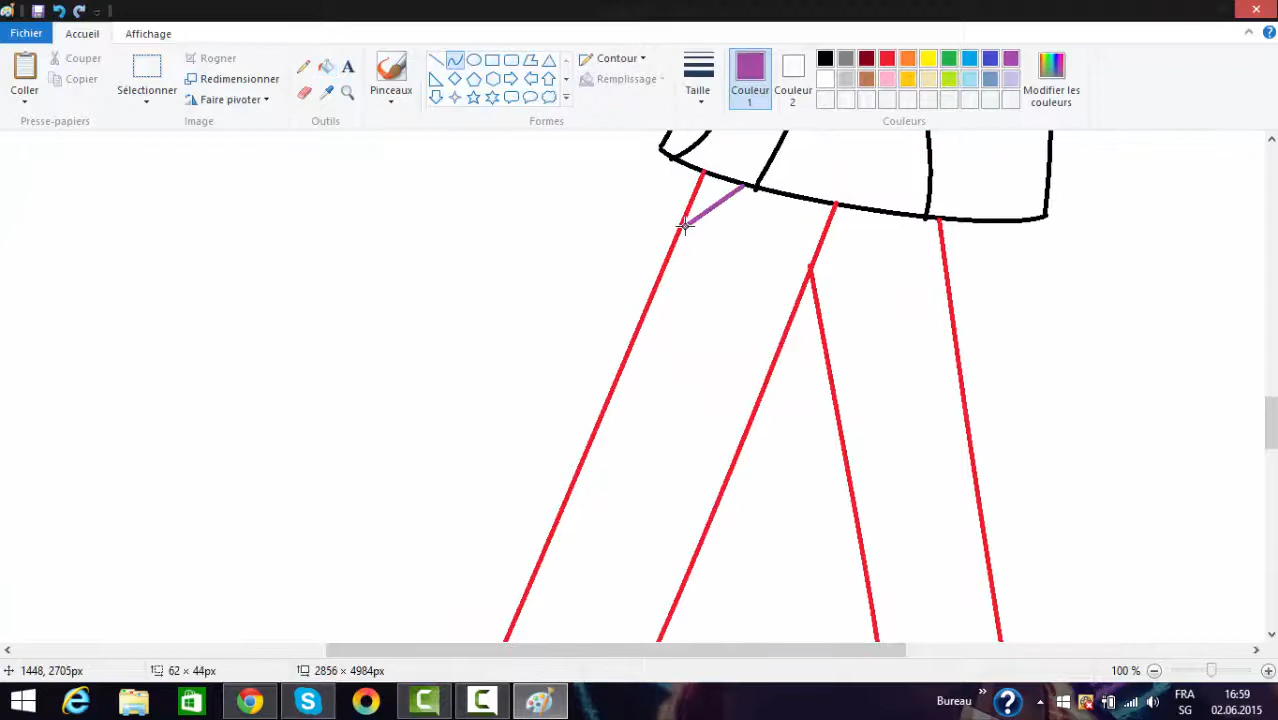 Fichier
Accueil
Affichage
Coller
Couper
Copier
Presse-papiers
Sélectionner
Rogner
Redimensionner
Faire pivoter
Image
A
Outils
Pinceaux
Contour
Remplissage
Formes
Taille
Couleur
1
Couleur
2
Modifier les
couleurs
Couleurs
1448, 2705px
62 × 44px
2856 × 4984px
100 %
Bureau
FR
SG
16:59
02.06.2015